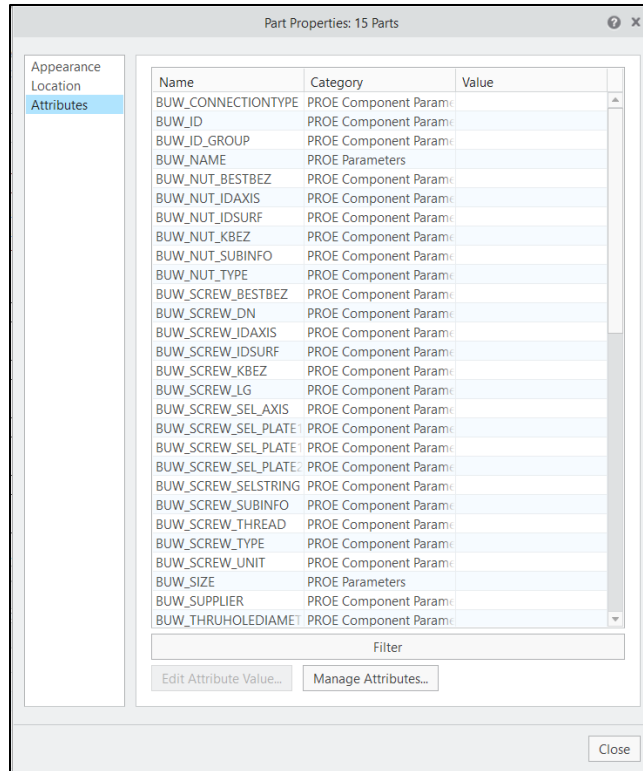 Part Properties: 15 Parts
Appearance
Location
Attributes
Name Category Value
BUW_CONNECTIONTYPE PROE Component Parame
BUW_ID PROE Component Parame
BUW_ID_GROUP PROE Component Parame
BUW_NAME PROE Parameters
BUW_NUT_BESTBEZ PROE Component Parame
BUW_NUT_IDAXIS PROE Component Parame
BUW_NUT_IDSURF PROE Component Parame
BUW_NUT_KBEZ PROE Component Parame
BUW_NUT_SUBINFO PROE Component Parame
BUW_NUT_TYPE PROE Component Parame
BUW_SCREW_BESTBEZ PROE Component Parame
BUW_SCREW_DN PROE Component Parame
BUW_SCREW_IDAXIS PROE Component Parame
BUW_SCREW_IDSURF PROE Component Parame
BUW_SCREW_KBEZ PROE Component Parame
BUW_SCREW_LG PROE Component Parame
BUW_SCREW_SEL_AXIS PROE Component Parame
BUW_SCREW_SEL_PLATE1 PROE Component Parame
BUW_SCREW_SEL_PLATE1 PROE Component Parame
BUW_SCREW_SEL_PLATE2 PROE Component Parame
BUW_SCREW_SELSTRING PROE Component Parame
BUW_SCREW_SUBINFO PROE Component Parame
BUW_SCREW_THREAD PROE Component Parame
BUW_SCREW_TYPE PROE Component Parame
BUW_SCREW_UNIT PROE Component Parame
BUW_SIZE PROE Parameters
BUW_SUPPLIER PROE Component Parame
BUW_THRUHOLEDIAMET PROE Component Parame
Filter
Edit Attribute Value... Manage Attributes...
Close